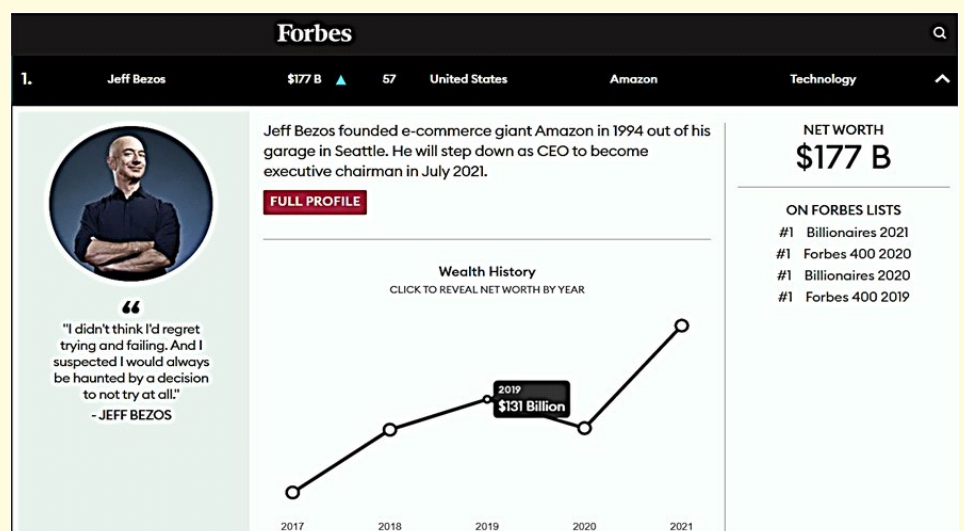 Forbes
1. Jeff Bezos $177 B ▲ 57 United States Amazon Technology
Jeff Bezos founded e-commerce giant Amazon in 1994 out of his
garage in Seattle. He will step down as CEO to become
executive chairman in July 2021.
FULL PROFILE
Wealth History
CLICK TO REVEAL NET WORTH BY YEAR
2019
$131 Billion
2017 2018 2019 2020 2021
“
"I didn't think I'd regret
trying and failing. And I
suspected I would always
be haunted by a decision
to not try at all."
- JEFF BEZOS
NET WORTH
$177 B
ON FORBES LISTS
#1 Billionaires 2021
#1 Forbes 400 2020
#1 Billionaires 2020
#1 Forbes 400 2019